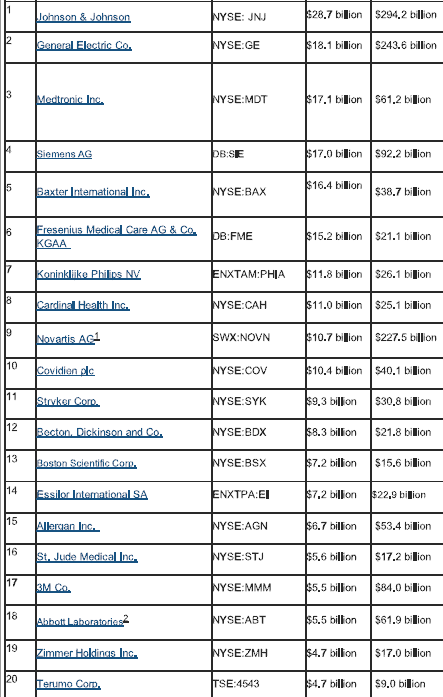 1 Johnson & Johnson NYSE: JNJ $28.7 billion $294.2 billion
2 General Electric Co. NYSE:GE $18.1 billion $243.6 billion
3 Medtronic Inc. NYSE:MDT $17.1 billion $61.2 billion
4 Siemens AG DB:SIE $17.0 billion $92.2 billion
5 Baxter International Inc. NYSE:BAX $16.4 billion $38.7 billion
6 Fresenius Medical Care AG & Co. KGAA DB:FME $15.2 billion $21.1 billion
7 Koninklijke Philips NV ENXTAM:PHIA $11.8 billion $26.1 billion
8 Cardinal Health Inc. NYSE:CAH $11.0 billion $25.1 billion
9 Novartis AG1 SWX:NOVN $10.7 billion $227.5 billion
10 Covidien plc NYSE:COV $10.4 billion $40.1 billion
11 Stryker Corp. NYSE:SYK $9.3 billion $30.8 billion
12 Becton, Dickinson and Co. NYSE:BDX $8.3 billion $21.8 billion
13 Boston Scientific Corp. NYSE:BSX $7.2 billion $15.6 billion
14 Essilor International SA ENXTPA:EI $7.2 billion $22.9 billion
15 Allergan Inc. NYSE:AGN $6.7 billion $53.4 billion
16 St. Jude Medical Inc. NYSE:STJ $5.6 billion $17.2 billion
17 3M Co. NYSE:MMM $5.5 billion $84.0 billion
18 Abbott Laboratories2 NYSE:ABT $5.5 billion $61.9 billion
19 Zimmer Holdings Inc. NYSE:ZMH $4.7 billion $17.0 billion
20 Terumo Corp. TSE:4543 $4.7 billion $9.0 billion